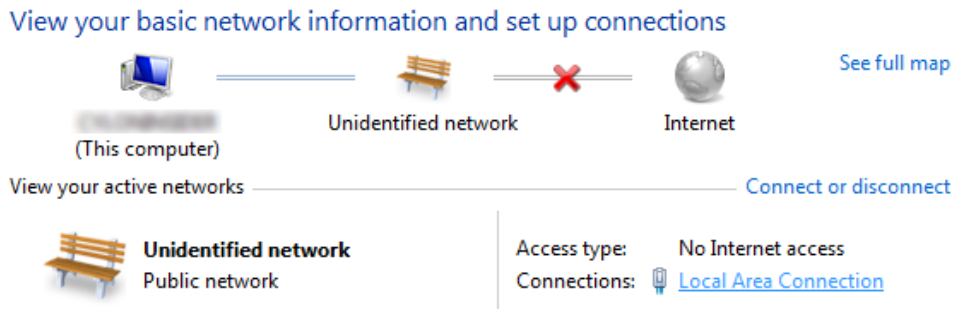 View your basic network information and set up connections
See full map
Unidentified network
Internet
(This computer)
View your active networks
Connect or disconnect
Unidentified network
Access type: No Internet access
Public network
Connections: Local Area Connection